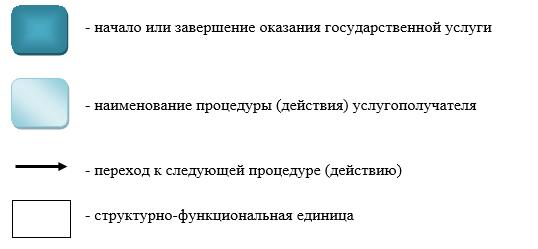 - начало или завершение оказания государственной услуги
- наименование процедуры (действия) услугополучателя
- переход к следующей процедуре (действию)
- структурно-функциональная единица